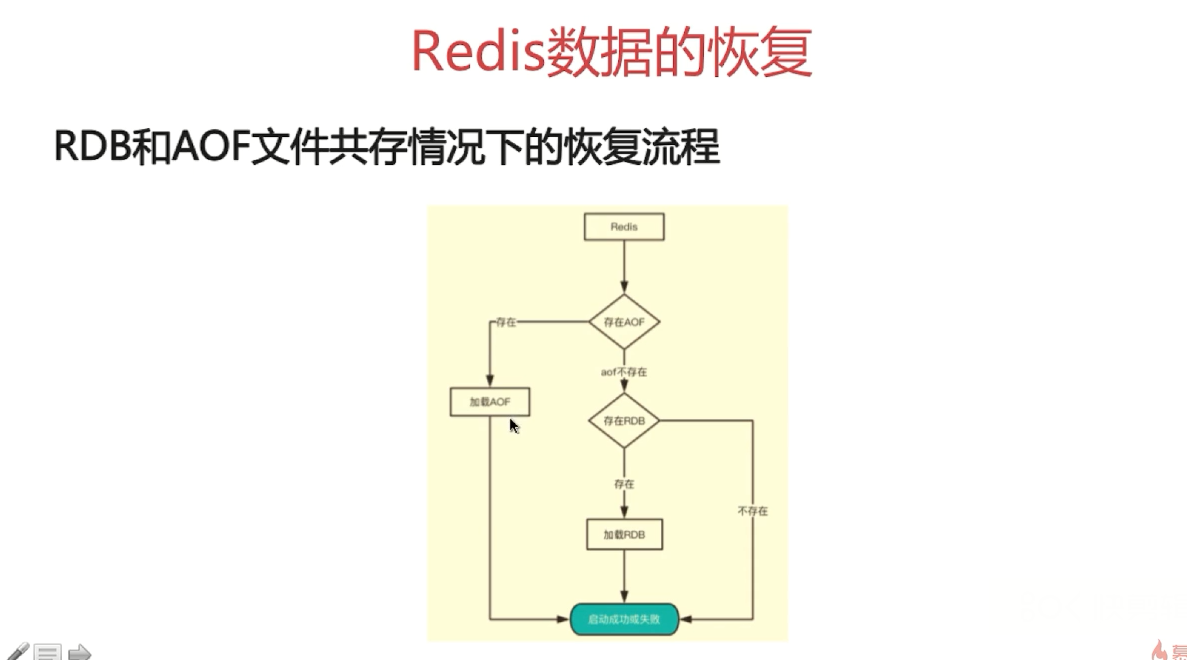 Redis数据的恢复
RDB和AOF文件共存情况下的恢复流程
Redis
存在AOF
存在
aof不存在
加载AOF
存在RDB
存在
不存在
加载RDB
启动成功或失败
慕